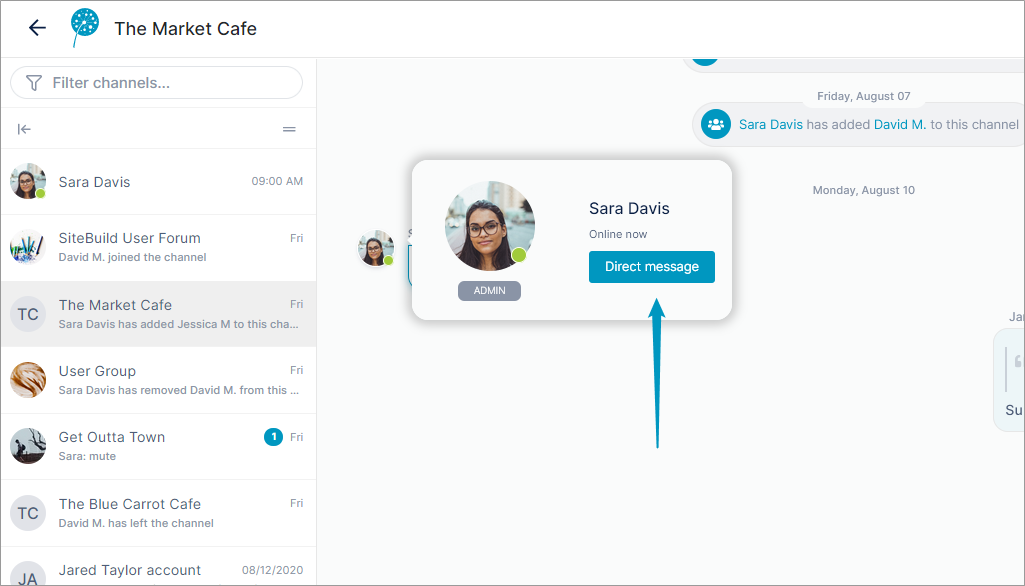 The Market Cafe
Filter channels...
Sara Davis
09:00 AM
SiteBuild User Forum
Fri
David M. joined the channel
TC
The Market Cafe
Fri
Sara Davis has added Jessica M to this cha...
User Group
Fri
Sara Davis has removed David M. from this ...
Get Outta Town
1
Fri
Sara: mute
TC
The Blue Carrot Cafe
Fri
David M. has left the channel
JA
Jared Taylor account
08/12/2020
Friday, August 07
Sara Davis has added David M. to this channel
Monday, August 10
Sara Davis
Online now
Direct message
ADMIN
Jar
Su